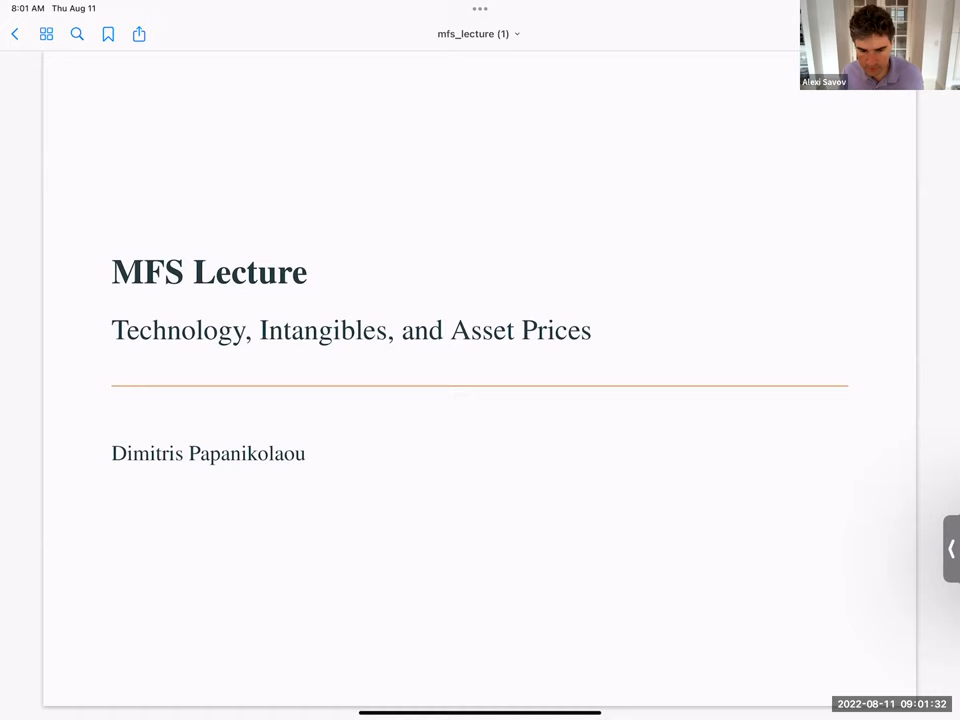 8:01 AM Thu Aug 11
mfs_lecture (1)
Alexi Savov
MFS Lecture
Technology, Intangibles, and Asset Prices
Dimitris Papanikolaou
2022-08-11 09:01:32